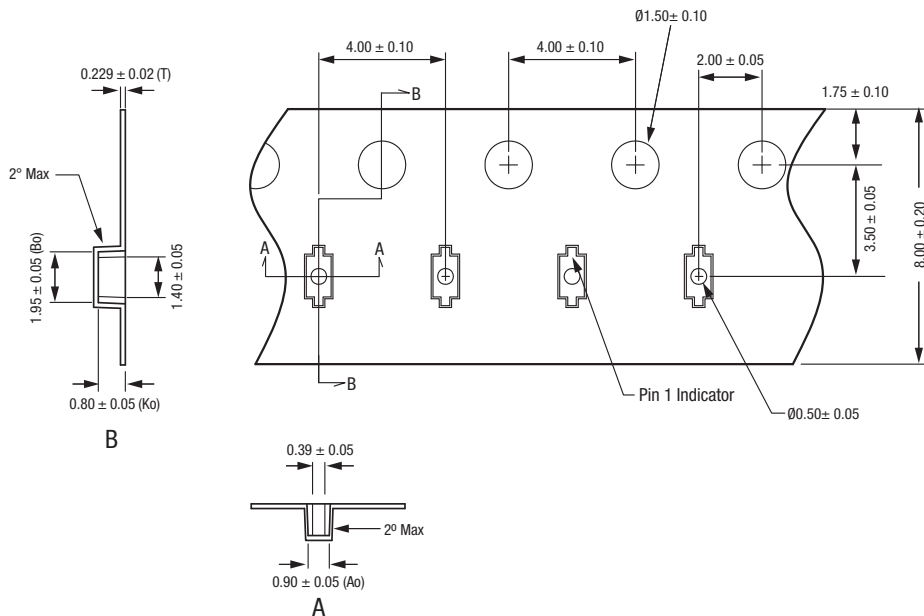 Ø1.50 ± 0.10
4.00 ± 0.10
4.00 ± 0.10
2.00 ± 0.05
0.229 ± 0.02 (T)
B
1.75 ± 0.10
2° Max
3.50 ± 0.05
8.00 ± 0.20
A
A
1.95 ± 0.05 (Bo)
1.40 ± 0.05
B
Pin 1 Indicator
0.80 ± 0.05 (Ko)
Ø0.50± 0.05
B
0.39 ± 0.05
2º Max
0.90 ± 0.05 (Ao)
A